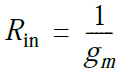 R_in = 1/g_m